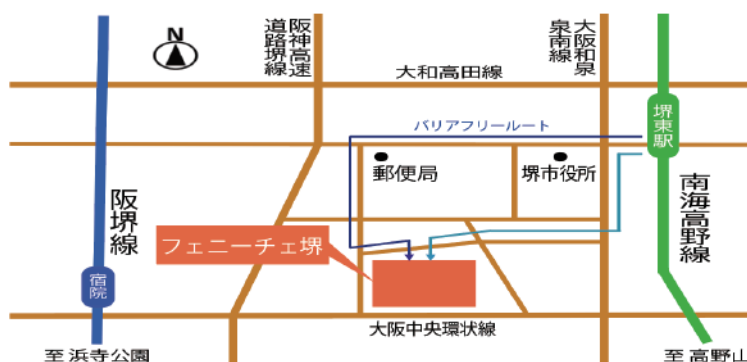 N
阪神高速
道路堺線
大和高田線
大阪和泉
泉南線
バリアフリールート
堺東駅
郵便局
堺市役所
阪堺線
南海高野線
フェニーチェ堺
宿院
大阪中央環状線
至 浜寺公園
至 高野山